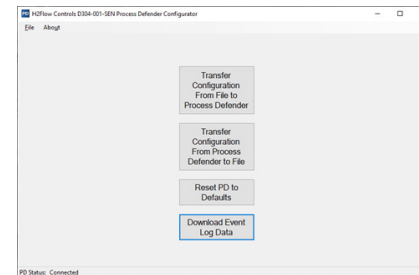 PD H2Flow Controls D304-001-SEN Process Defender Configurator
File About
Transfer
Configuration
From File to
Process Defender
Transfer
Configuration
From Process
Defender to File
Reset PD to
Defaults
Download Event
Log Data
PD Status: Connected